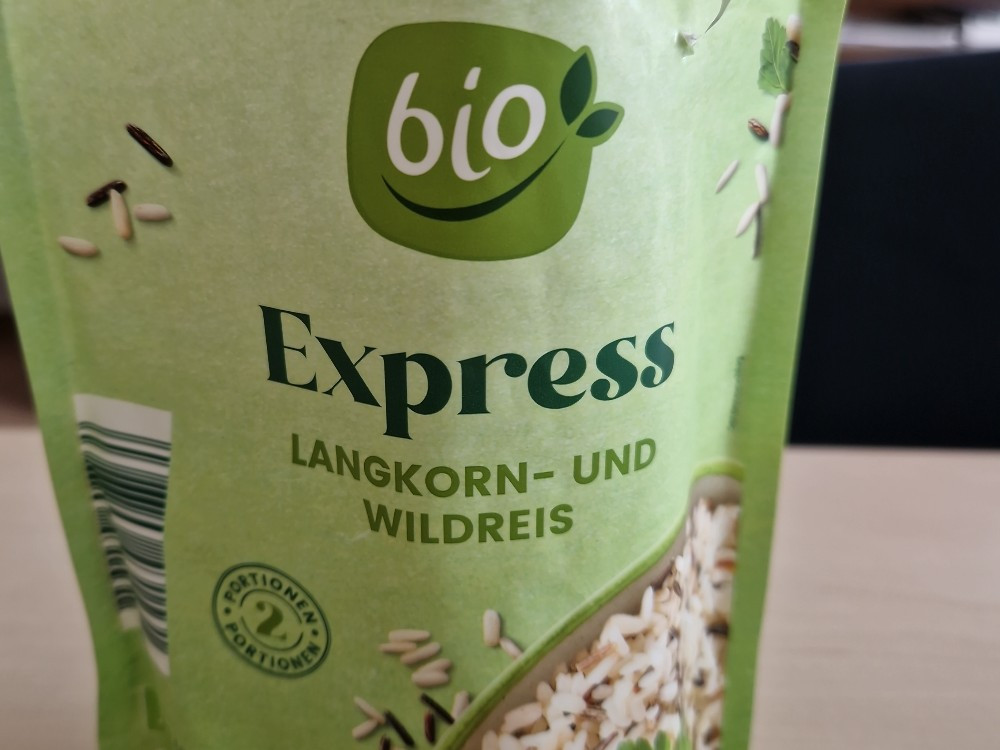 bio
Express
LANGKORN- UND
WILDREIS
PORTIONEN
2
PORTIONEN